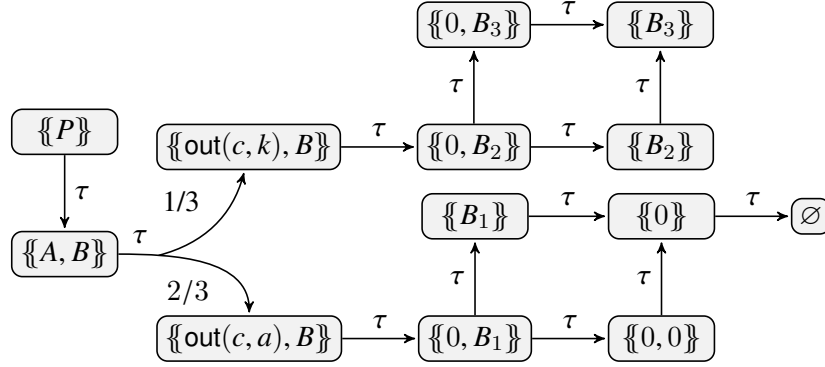 {{0, B₃}} τ {{B₃}}
τ τ
{{P}} {{out(c, k), B}} τ {{0, B₂}} τ {{B₂}}
τ 1/3 {{B₁}} τ {{0}} τ ∅
{{A, B}} τ
2/3 τ τ
{{out(c, a), B}} τ {{0, B₁}} τ {{0, 0}}